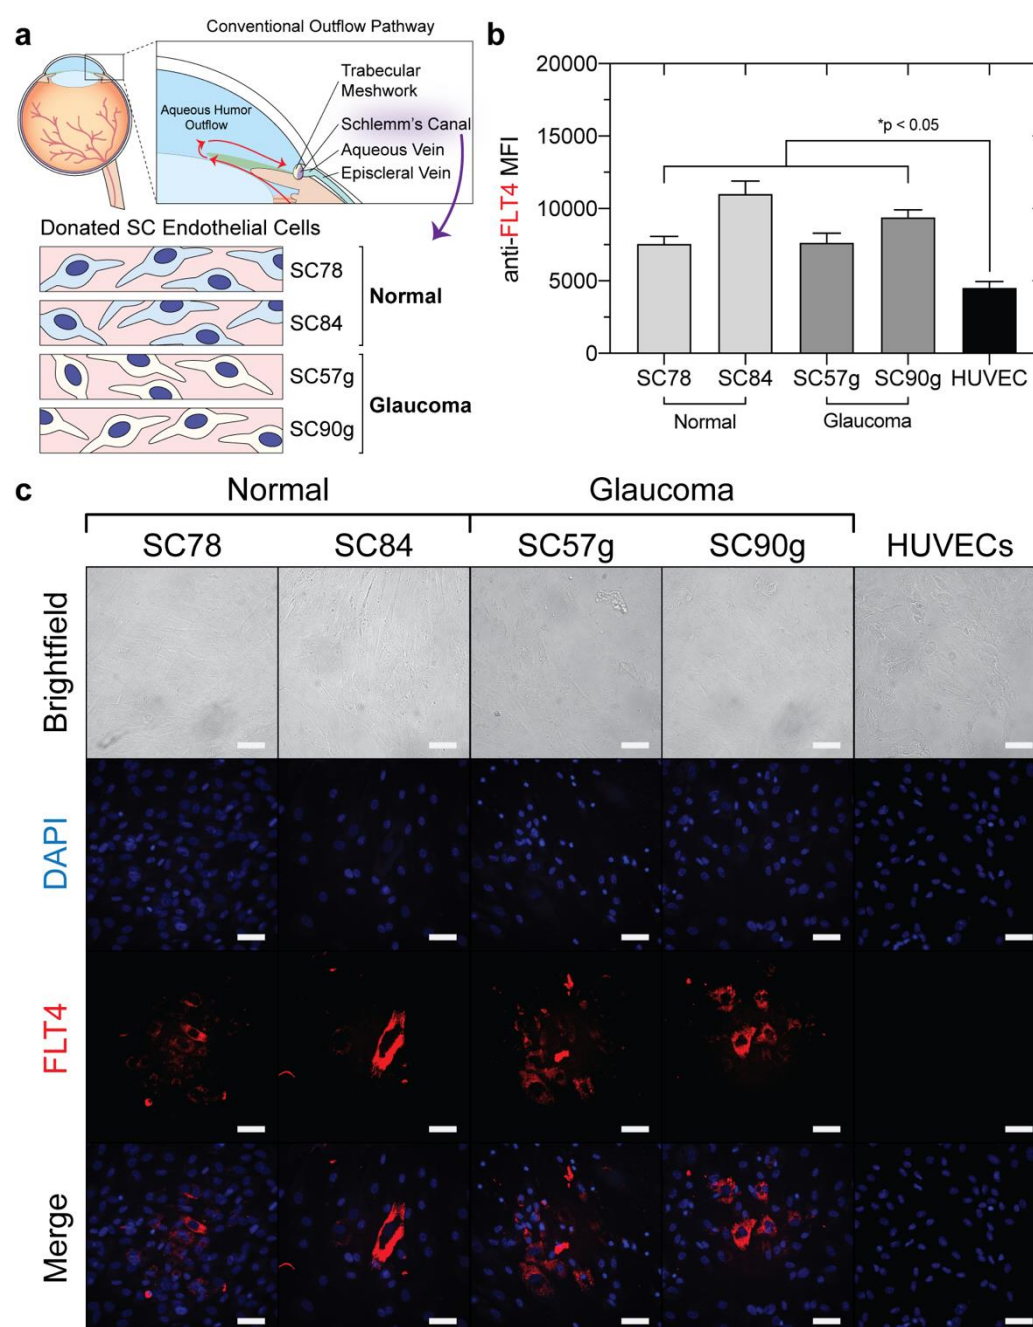 a
Conventional Outflow Pathway
Aqueous Humor
Outflow
Trabecular
Meshwork
Schlemm's Canal
Aqueous Vein
Episcleral Vein
Donated SC Endothelial Cells
SC78
SC84
Normal
SC57g
SC90g
Glaucoma
b
anti-FLT4 MFI
20000
15000
10000
5000
0
*p < 0.05
SC78 SC84 SC57g SC90g HUVEC
Normal Glaucoma
c
Normal Glaucoma
SC78 SC84 SC57g SC90g HUVECs
Brightfield
DAPI
FLT4
Merge